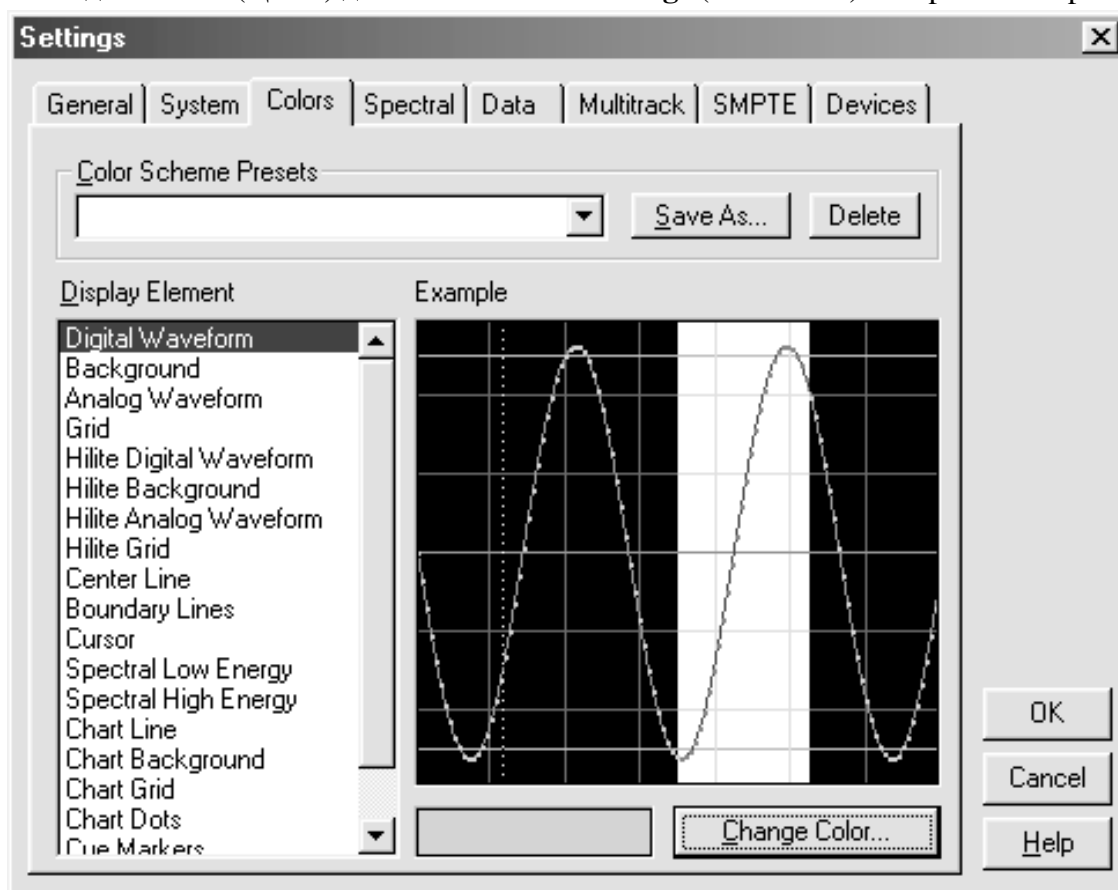 Settings
General System Colors Spectral Data Multitrack SMPTE Devices
Color Scheme Presets
Save As... Delete
Display Element Example
Digital Waveform
Background
Analog Waveform
Grid
Hilite Digital Waveform
Hilite Background
Hilite Analog Waveform
Hilite Grid
Center Line
Boundary Lines
Cursor
Spectral Low Energy
Spectral High Energy
Chart Line
Chart Background
Chart Grid
Chart Dots
Cue Markers
Change Color...
OK
Cancel
Help